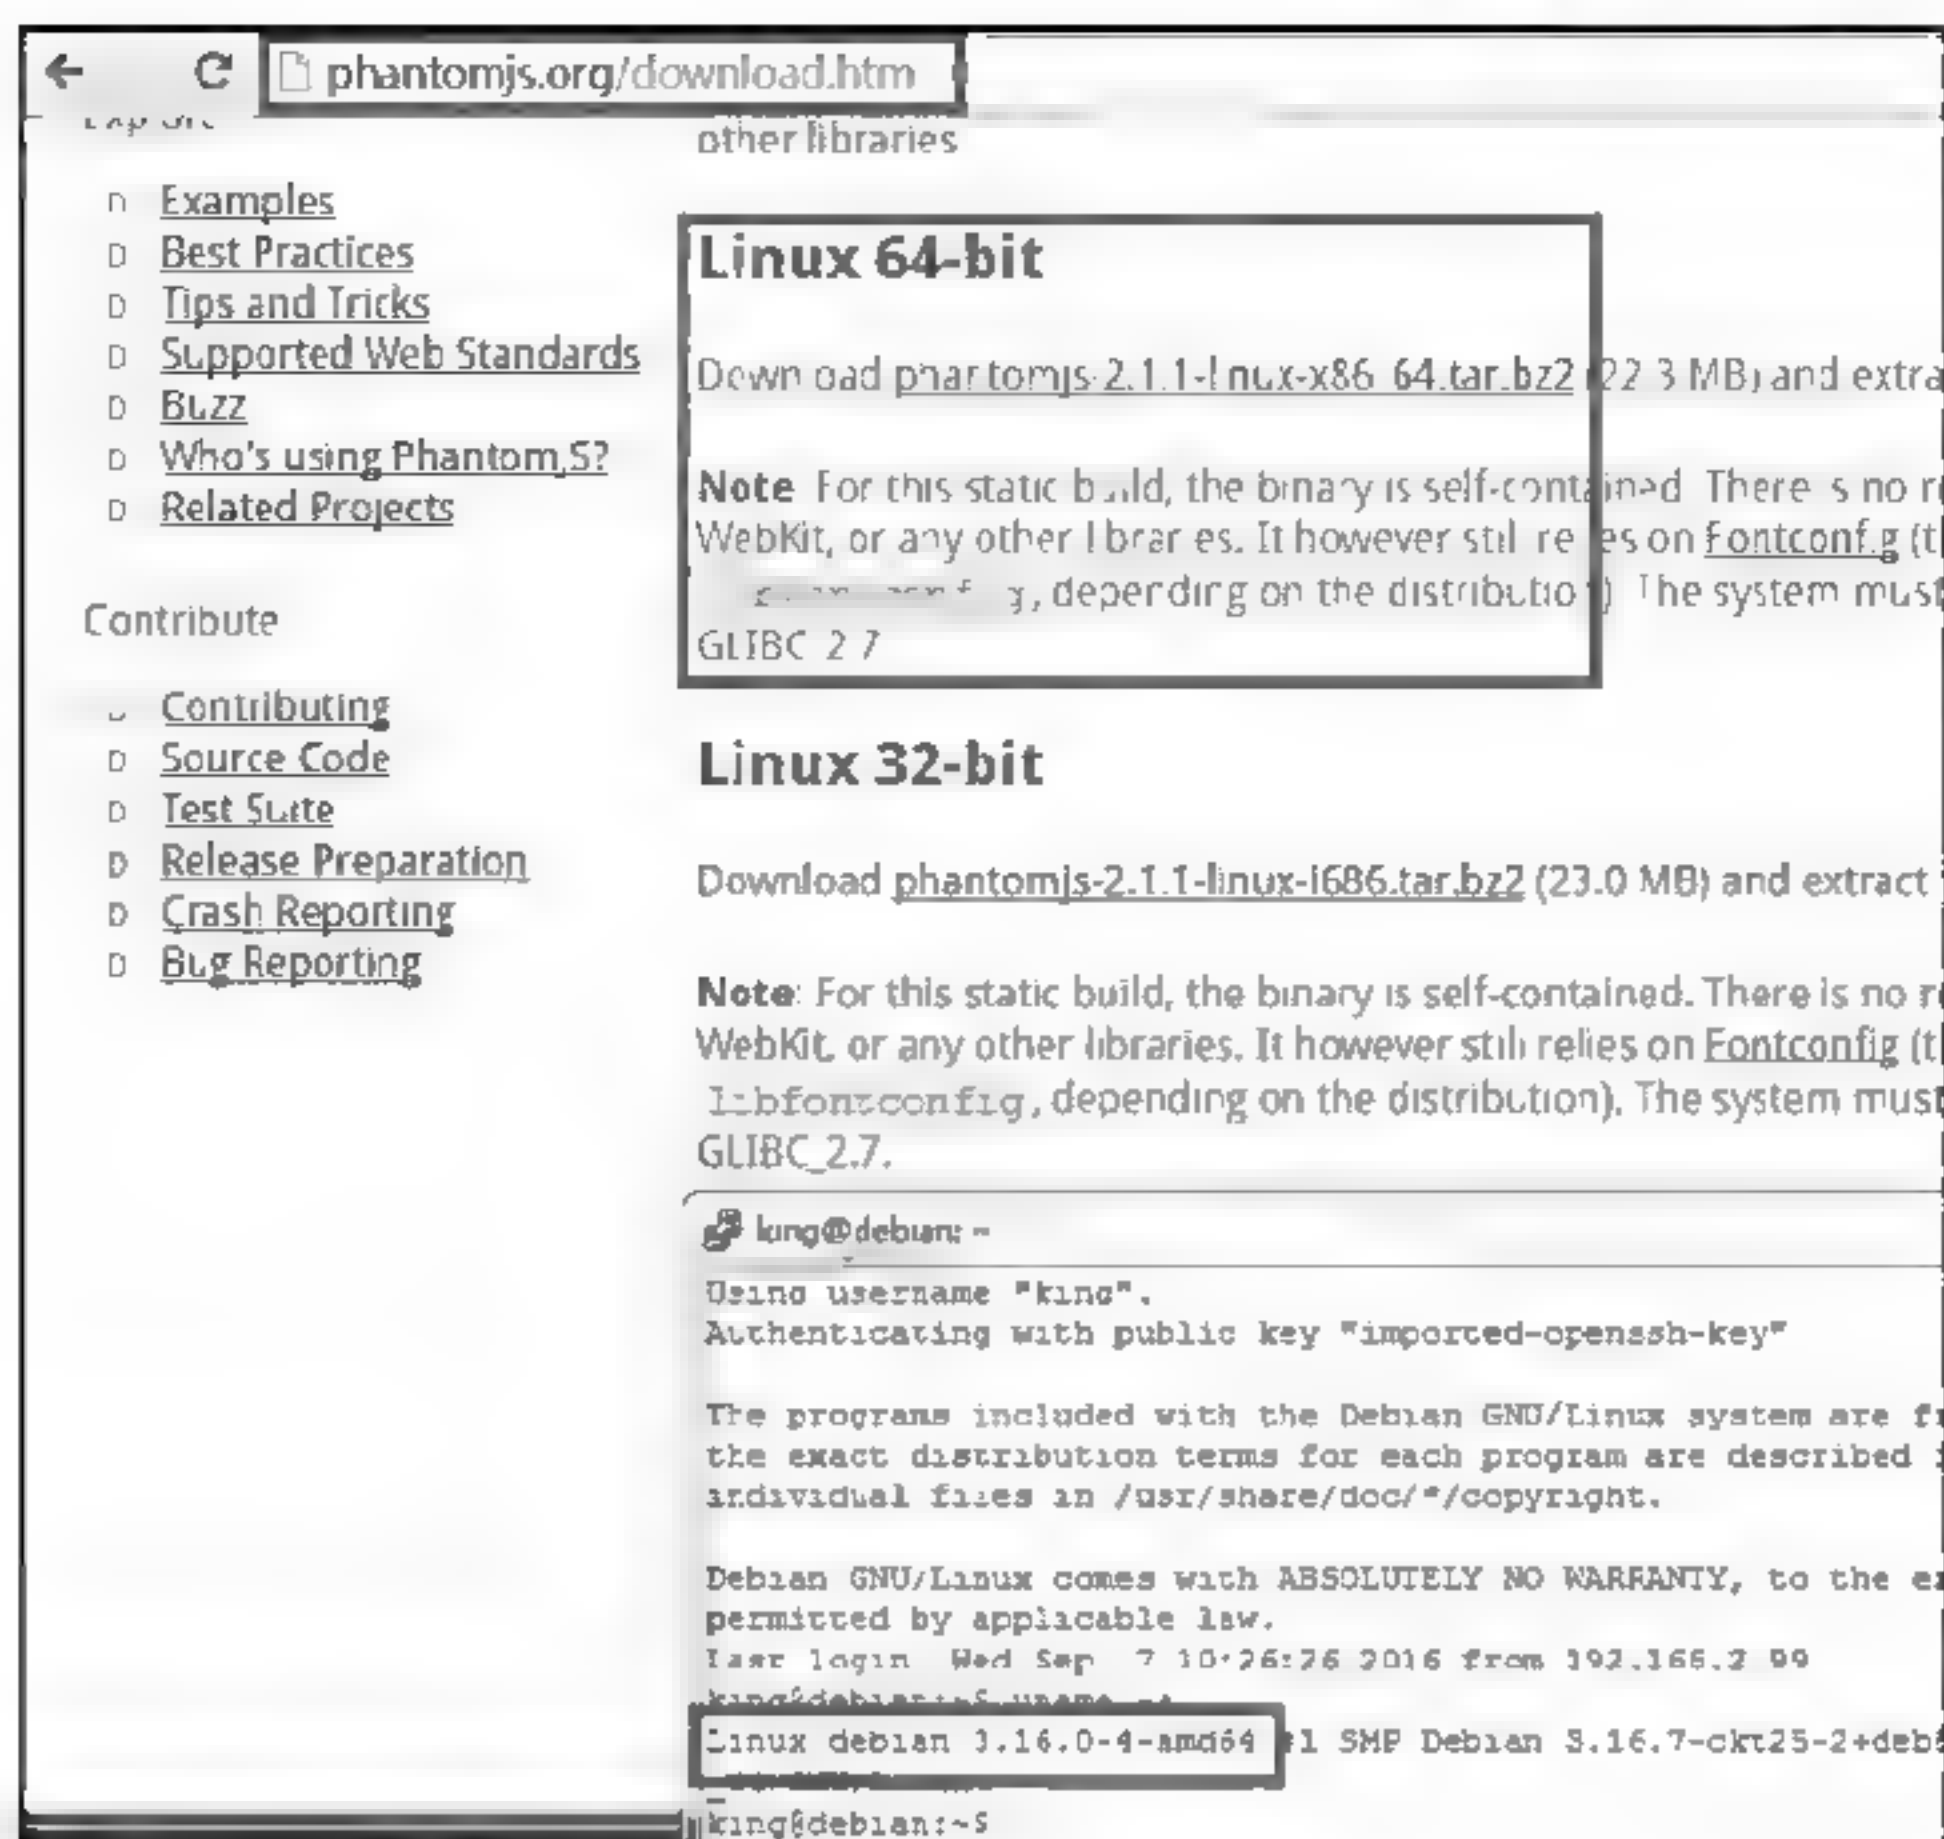 phantomjs.org/download.htm
other libraries
Examples
Best Practices
Tips and Tricks
Supported Web Standards
Buzz
Who's using PhantomJS?
Related Projects
Contribute
Contributing
Source Code
Test Suite
Release Preparation
Crash Reporting
Bug Reporting
Linux 64-bit
Download phantomjs-2.1.1-linux-x86_64.tar.bz2 (22.3 MB) and extra
Note: For this static build, the binary is self-contained. There is no r
WebKit, or any other libraries. It however still relies on Fontconfig (t
, depending on the distribution). The system must
GLIBC_2.7
Linux 32-bit
Download phantomjs-2.1.1-linux-i686.tar.bz2 (23.0 MB) and extract
Note: For this static build, the binary is self-contained. There is no r
WebKit, or any other libraries. It however still relies on Fontconfig (t
libfontconfig, depending on the distribution). The system must
GLIBC_2.7.
king@debian: ~
Using username "king".
Authenticating with public key "imported-openssh-key"
The programs included with the Debian GNU/Linux system are fr
the exact distribution terms for each program are described i
individual files in /usr/share/doc/*/copyright.
Debian GNU/Linux comes with ABSOLUTELY NO WARRANTY, to the ex
permitted by applicable law.
Last login: Wed Sep 7 10:26:26 2016 from 192.168.2.99
king@debian:~$ uname -a
Linux debian 3.16.0-4-amd64 #1 SMP Debian 3.16.7-ckt25-2+deb8
king@debian:~$